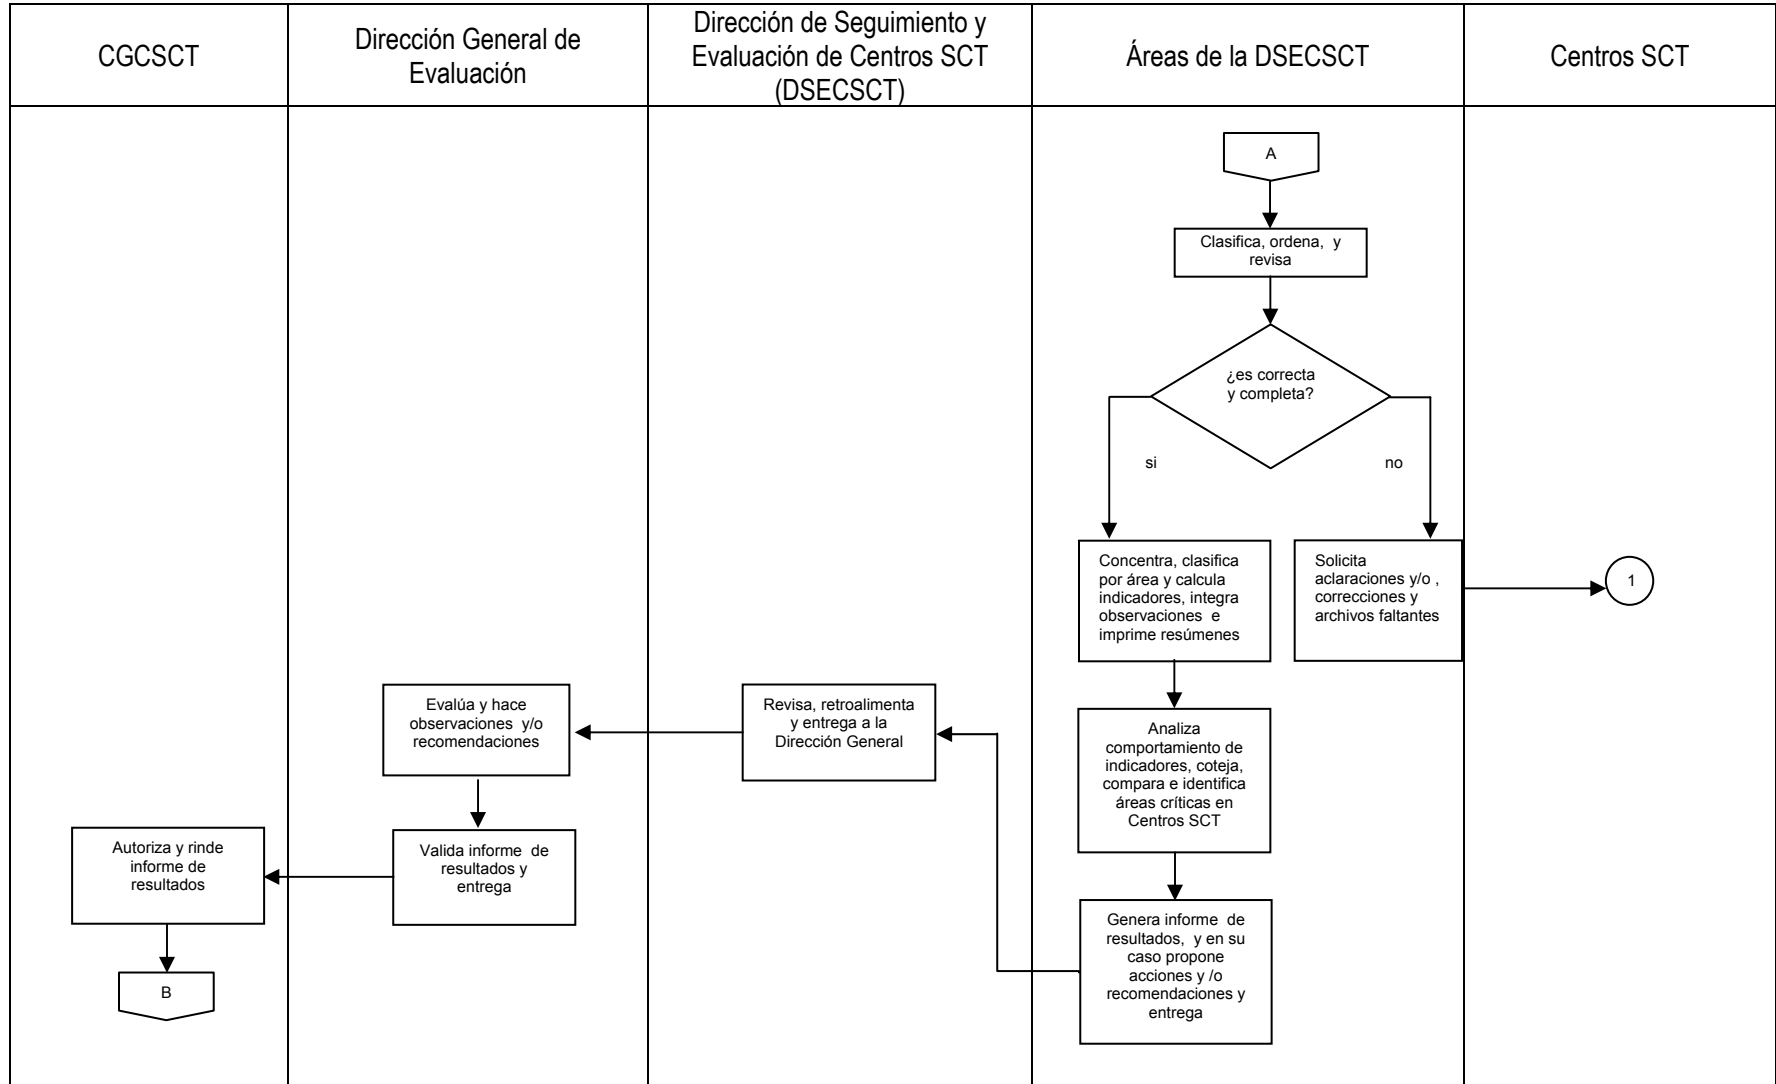 CGCSCT
Dirección General de
Evaluación
Dirección de Seguimiento y
Evaluación de Centros SCT
(DSECSCT)
Áreas de la DSECSCT
Centros SCT
A
Clasifica, ordena, y
revisa
¿es correcta
y completa?
si
no
Concentra, clasifica
por área y calcula
indicadores, integra
observaciones e
imprime resúmenes
Solicita
aclaraciones y/o ,
correcciones y
archivos faltantes
1
Analiza
comportamiento de
indicadores, coteja,
compara e identifica
áreas críticas en
Centros SCT
Genera informe de
resultados, y en su
caso propone
acciones y /o
recomendaciones y
entrega
Revisa, retroalimenta
y entrega a la
Dirección General
Evalúa y hace
observaciones y/o
recomendaciones
Valida informe de
resultados y
entrega
Autoriza y rinde
informe de
resultados
B